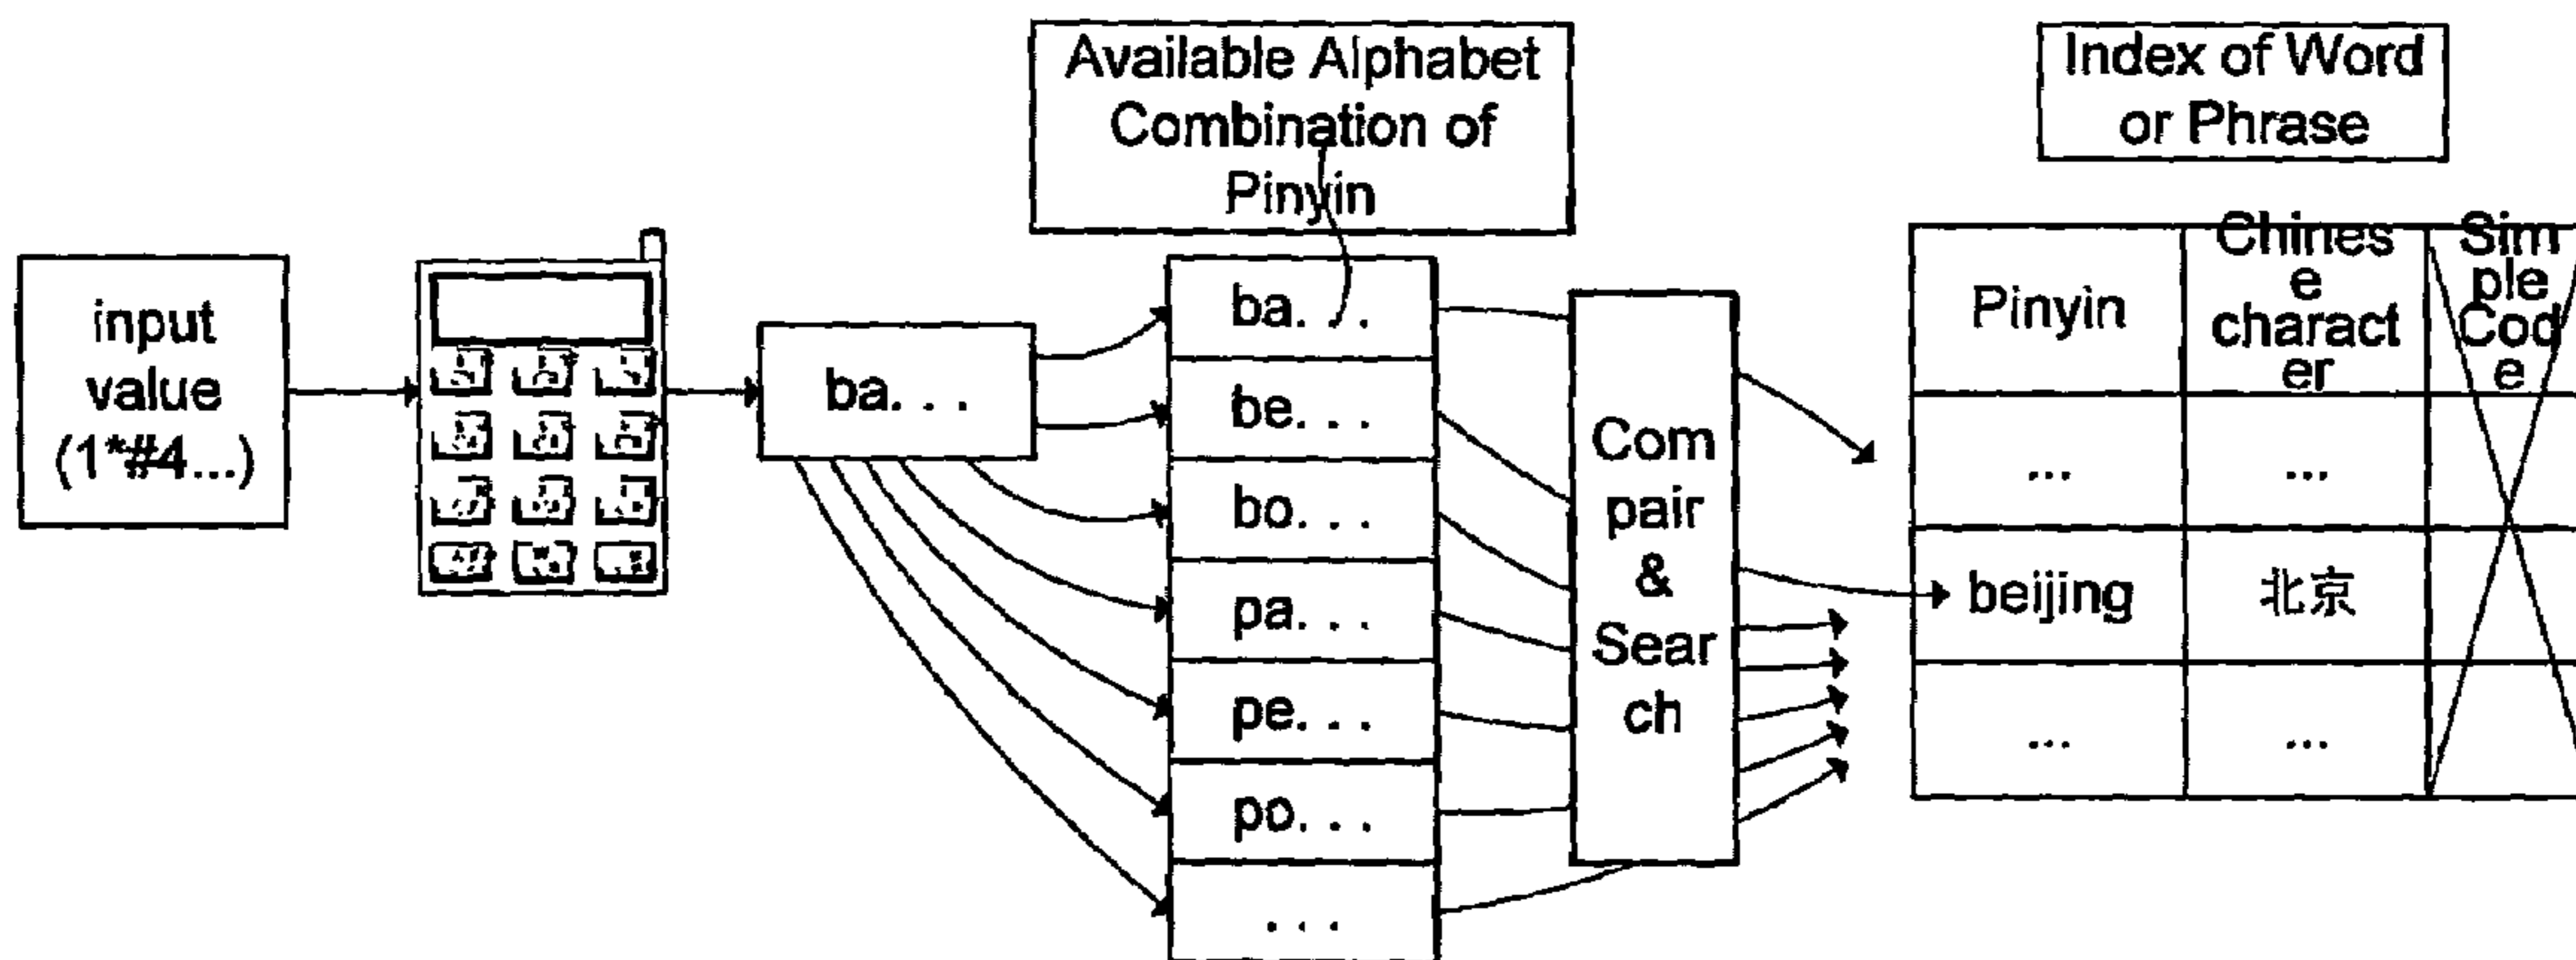 Available Alphabet
Combination of
Pinyin
Index of Word
or Phrase
input
value
(1*#4...)
ba. . .
ba. . .
be. . .
bo. . .
pa. . .
pe. . .
po. . .
. . .
Com
pair
&
Sear
ch
Pinyin
Chines
e
charact
er
Sim
ple
Cod
e
...
...
beijing
北京
...
...